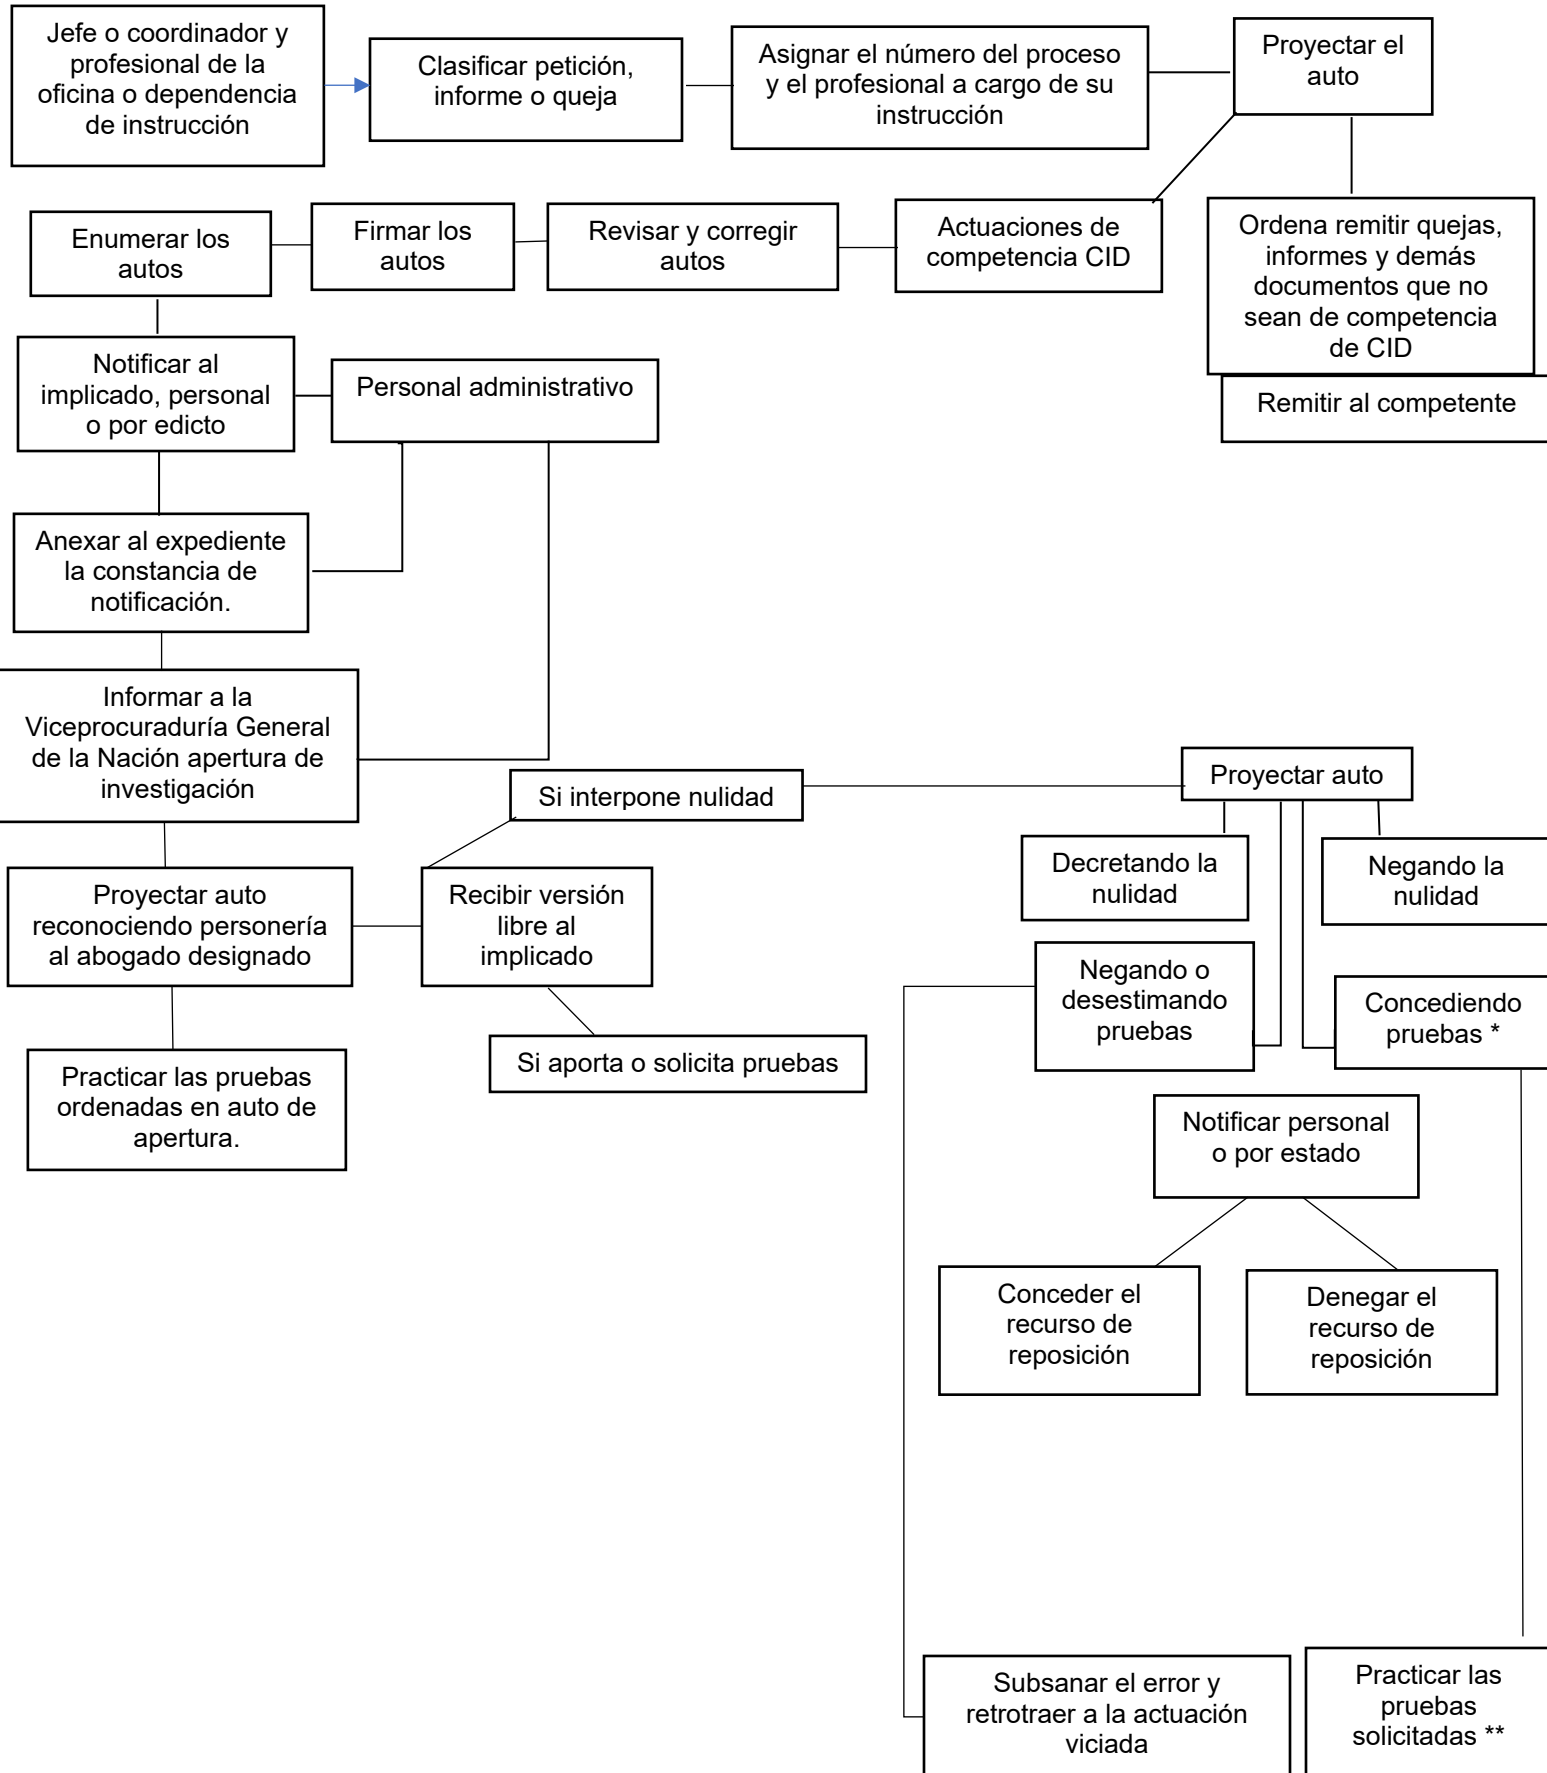 Jefe o coordinador y
profesional de la
oficina o dependencia
de instrucción
Clasificar petición,
informe o queja
Asignar el número del proceso
y el profesional a cargo de su
instrucción
Proyectar el
auto
Enumerar los
autos
Firmar los
autos
Revisar y corregir
autos
Actuaciones de
competencia CID
Ordena remitir quejas,
informes y demás
documentos que no
sean de competencia
de CID
Remitir al competente
Notificar al
implicado, personal
o por edicto
Personal administrativo
Anexar al expediente
la constancia de
notificación.
Informar a la
Viceprocuraduría General
de la Nación apertura de
investigación
Si interpone nulidad
Proyectar auto
Decretando la
nulidad
Negando la
nulidad
Proyectar auto
reconociendo personería
al abogado designado
Recibir versión
libre al
implicado
Negando o
desestimando
pruebas
Concediendo
pruebas *
Si aporta o solicita pruebas
Practicar las pruebas
ordenadas en auto de
apertura.
Notificar personal
o por estado
Conceder el
recurso de
reposición
Denegar el
recurso de
reposición
Subsanar el error y
retrotraer a la actuación
viciada
Practicar las
pruebas
solicitadas **